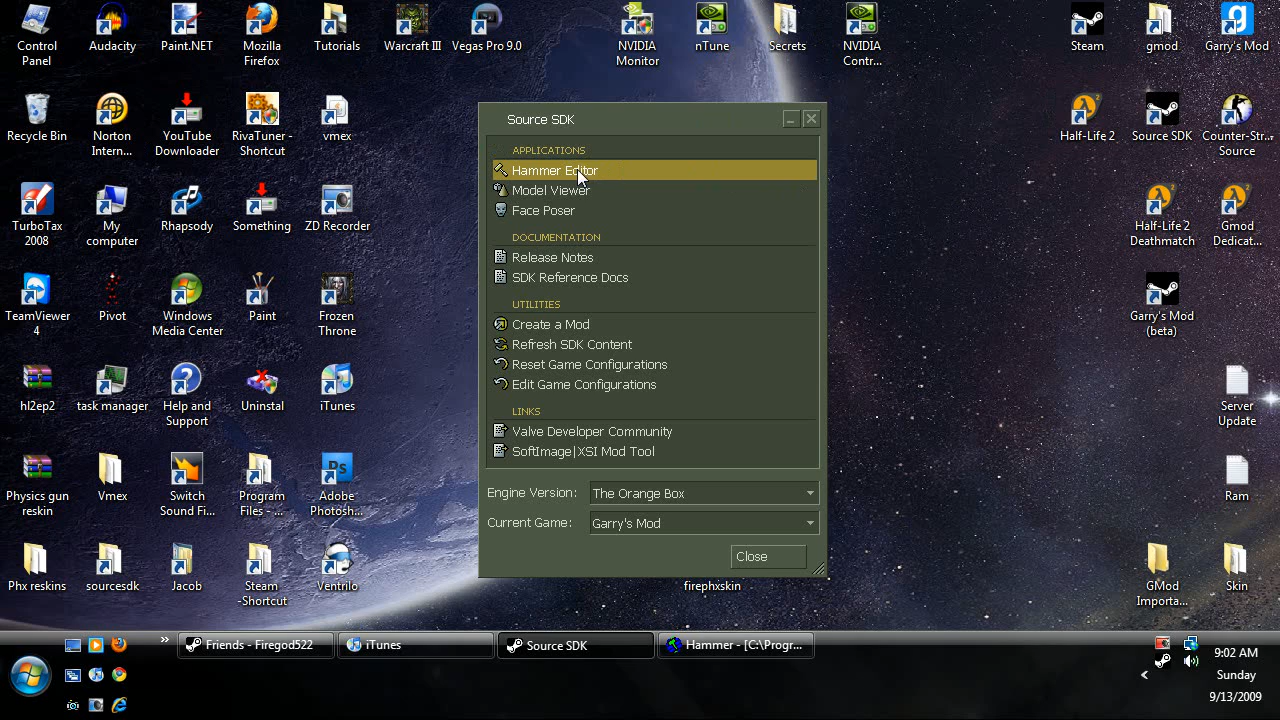 Control
Panel
Audacity
Paint.NET
Mozilla
Firefox
Tutorials
Warcraft III
Vegas Pro 9.0
NVIDIA
Monitor
nTune
Secrets
NVIDIA
Contr...
Steam
gmod
Garry's Mod
Recycle Bin
Norton
Intern...
YouTube
Downloader
RivaTuner -
Shortcut
vmex
Half-Life 2
Source SDK
Counter-Str...
Source
TurboTax
2008
My
computer
Rhapsody
Something
ZD Recorder
Half-Life 2
Deathmatch
Gmod
Dedicat...
TeamViewer
4
Pivot
Windows
Media Center
Paint
Frozen
Throne
Garry's Mod
(beta)
hl2ep2
task manager
Help and
Support
Uninstal
iTunes
Server
Update
Physics gun
reskin
Vmex
Switch
Sound Fi...
Program
Files - ...
Adobe
Photosh...
Ram
Phx reskins
sourcesdk
Jacob
Steam
-Shortcut
Ventrilo
firephxskin
GMod
Importa...
Skin
Source SDK
APPLICATIONS
Hammer Editor
Model Viewer
Face Poser
DOCUMENTATION
Release Notes
SDK Reference Docs
UTILITIES
Create a Mod
Refresh SDK Content
Reset Game Configurations
Edit Game Configurations
LINKS
Valve Developer Community
SoftImage|XSI Mod Tool
Engine Version: The Orange Box
Current Game: Garry's Mod
Close
Friends - Firegod522
iTunes
Source SDK
Hammer - [C:\Progr...
9:02 AM
Sunday
9/13/2009